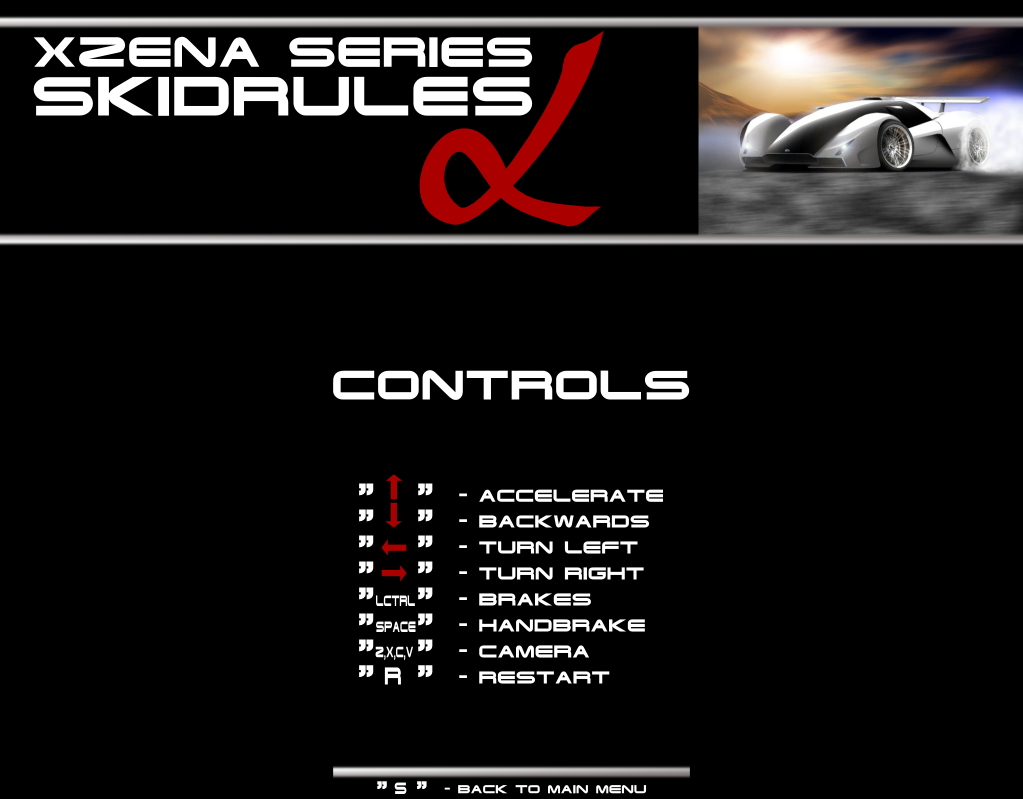 XZENA SERIES
SKIDRULES
α
CONTROLS
" ↑ " - ACCELERATE
" ↓ " - BACKWARDS
" ← " - TURN LEFT
" → " - TURN RIGHT
"LCTRL" - BRAKES
"SPACE" - HANDBRAKE
"Z,X,C,V" - CAMERA
" R " - RESTART
" S " - BACK TO MAIN MENU